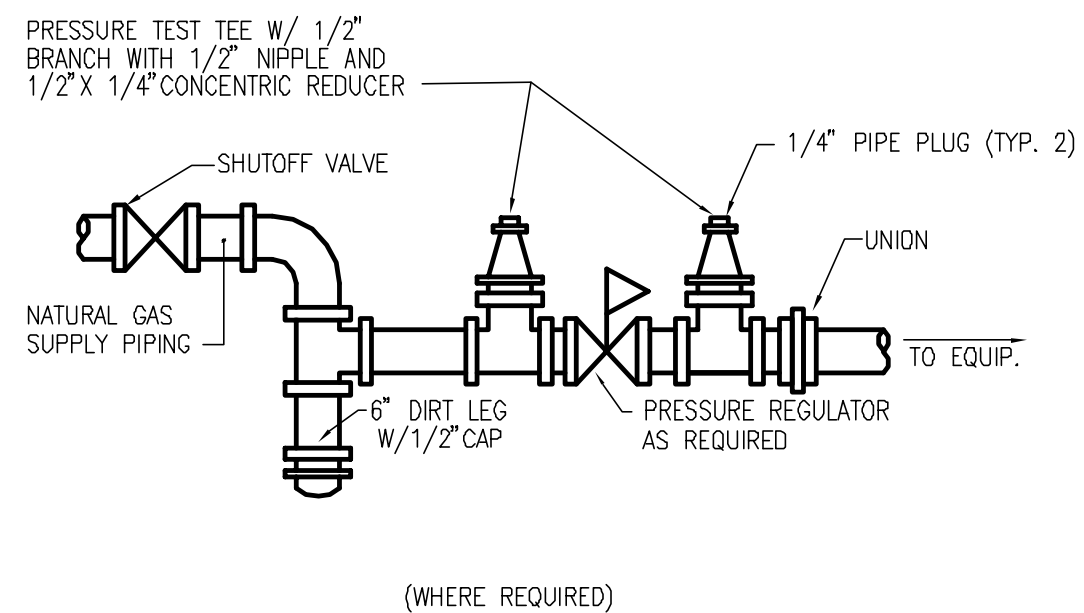 PRESSURE TEST TEE W/ 1/2"
BRANCH WITH 1/2" NIPPLE AND
1/2" X 1/4" CONCENTRIC REDUCER
1/4" PIPE PLUG (TYP. 2)
SHUTOFF VALVE
UNION
NATURAL GAS
SUPPLY PIPING
TO EQUIP.
6" DIRT LEG
W/1/2" CAP
PRESSURE REGULATOR
AS REQUIRED
(WHERE REQUIRED)